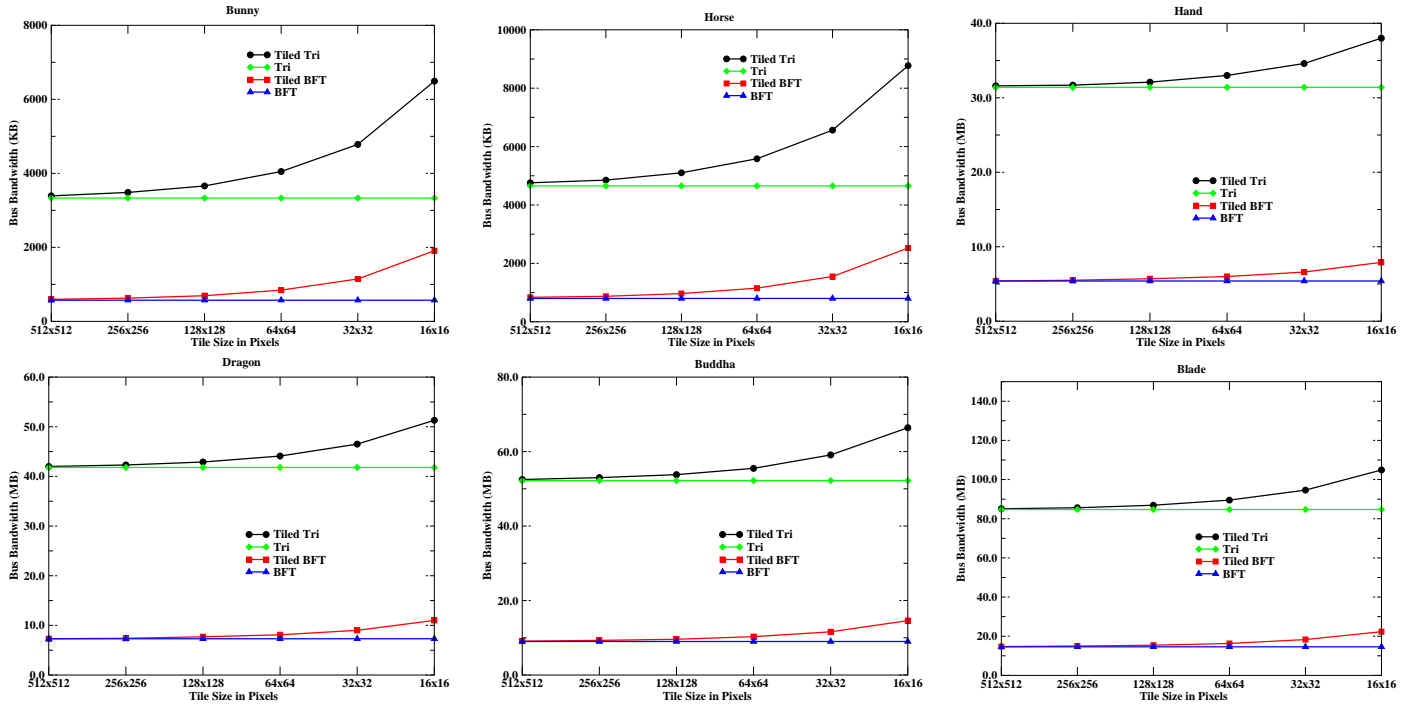 Bunny
8000
6000
4000
2000
0
Bus Bandwidth (KB)
Tiled Tri
Tri
Tiled BFT
BFT
512x512 256x256 128x128 64x64 32x32 16x16
Tile Size in Pixels
Horse
10000
8000
6000
4000
2000
0
Bus Bandwidth (KB)
Tiled Tri
Tri
Tiled BFT
BFT
512x512 256x256 128x128 64x64 32x32 16x16
Tile Size in Pixels
Hand
40.0
30.0
20.0
10.0
0.0
Bus Bandwidth (MB)
Tiled Tri
Tri
Tiled BFT
BFT
512x512 256x256 128x128 64x64 32x32 16x16
Tile Size in Pixels
Dragon
60.0
50.0
40.0
30.0
20.0
10.0
0.0
Bus Bandwidth (MB)
Tiled Tri
Tri
Tiled BFT
BFT
512x512 256x256 128x128 64x64 32x32 16x16
Tile Size in Pixels
Buddha
80.0
60.0
40.0
20.0
0.0
Bus Bandwidth (MB)
Tiled Tri
Tri
Tiled BFT
BFT
512x512 256x256 128x128 64x64 32x32 16x16
Tile Size in Pixels
Blade
140.0
120.0
100.0
80.0
60.0
40.0
20.0
0.0
Bus Bandwidth (MB)
Tiled Tri
Tri
Tiled BFT
BFT
512x512 256x256 128x128 64x64 32x32 16x16
Tile Size in Pixels